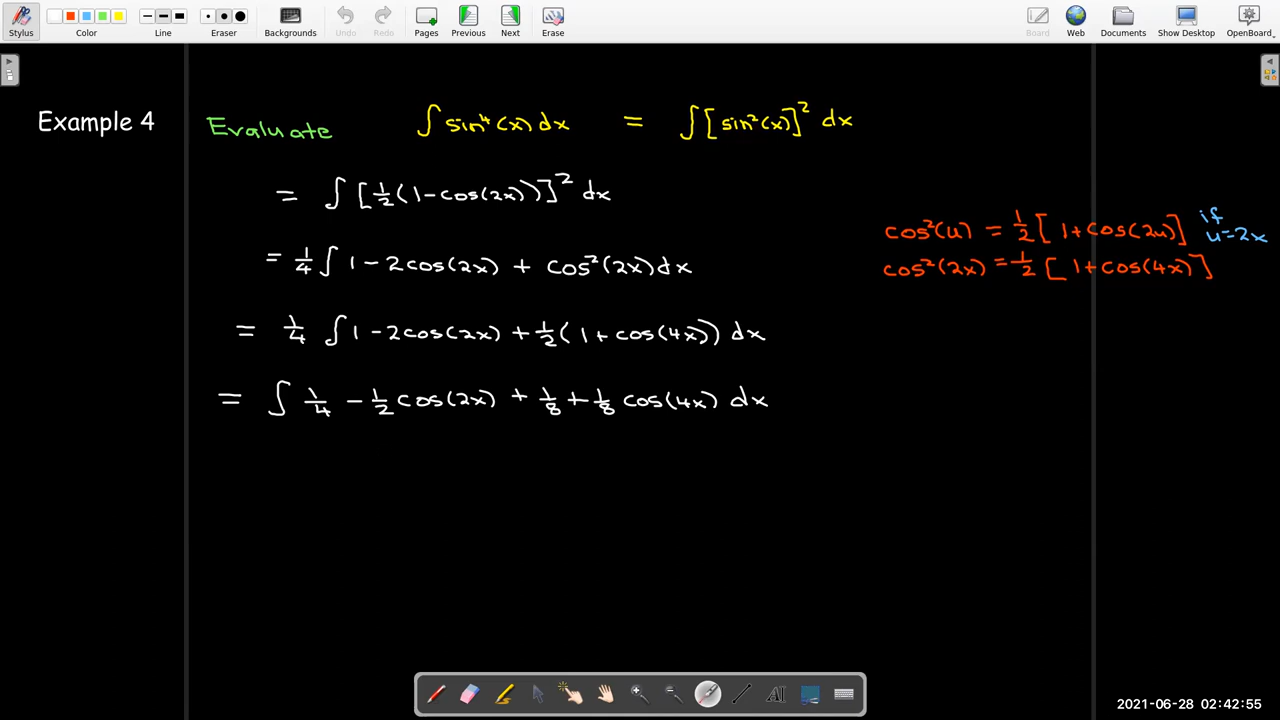 Stylus Color Line Eraser Backgrounds Undo Redo Pages Previous Next Erase Board Web Documents Show Desktop OpenBoard
Example 4 Evaluate ∫ sin⁴(x) dx = ∫ [sin²(x)]² dx
= ∫ [½(1-cos(2x))]² dx
cos²(u) = ½[1+cos(2u)] if u=2x
= ¼ ∫ 1-2cos(2x) + cos²(2x) dx
cos²(2x) = ½[1+cos(4x)]
= ¼ ∫ 1-2cos(2x) + ½(1+cos(4x)) dx
= ∫ ¼ - ½cos(2x) + ⅛ + ⅛ cos(4x) dx
AI
2021-06-28 02:42:55